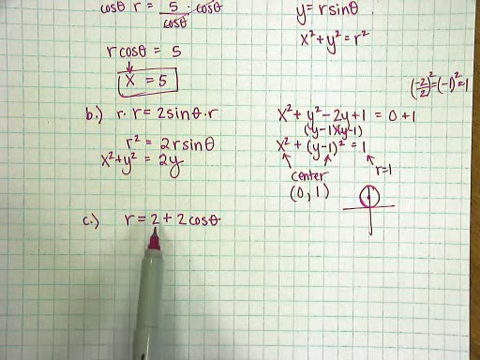 cosθ r = 5/cosθ · cosθ
y = r sinθ
x² + y² = r²
r cosθ = 5
x = 5
(-2/2)² = (-1)² = 1
b.) r · r = 2 sinθ · r
r² = 2r sinθ
x² + y² = 2y
x² + y² - 2y + 1 = 0 + 1
(y-1)(y-1)
x² + (y-1)² = 1
r=1
center
(0, 1)
c.) r = 2 + 2cosθ